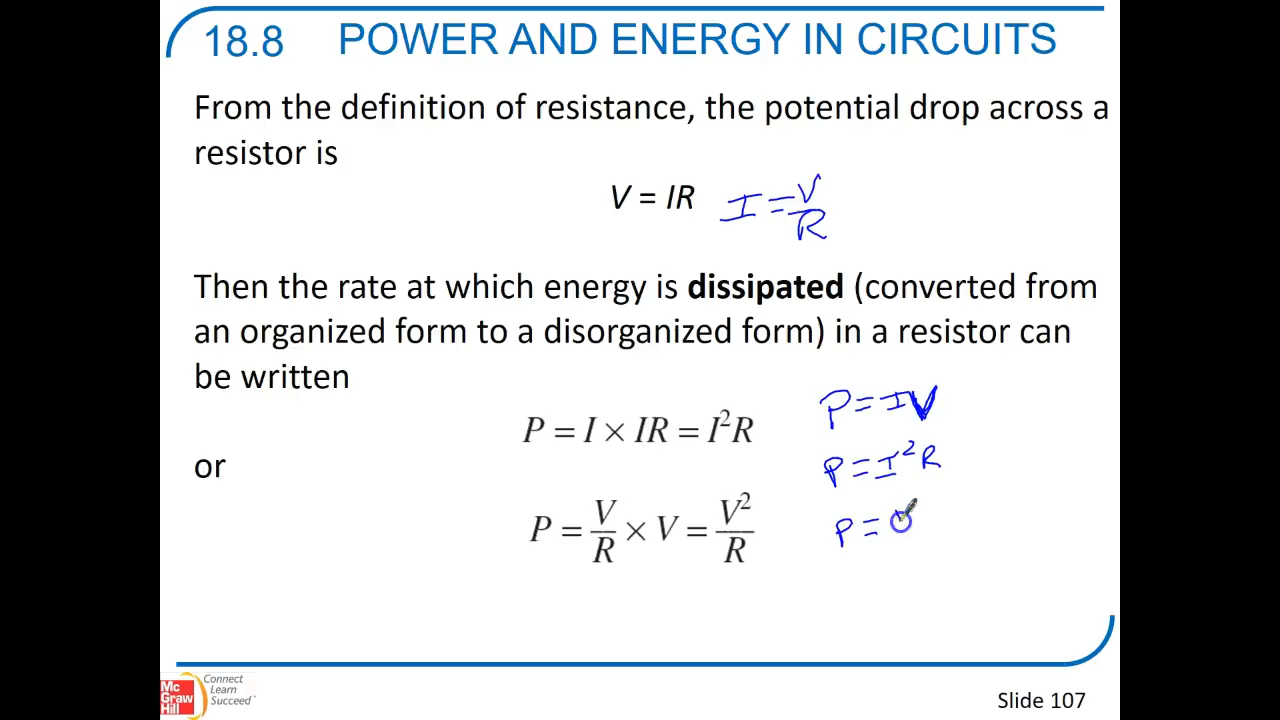 18.8 POWER AND ENERGY IN CIRCUITS
From the definition of resistance, the potential drop across a
resistor is
V = IR I = V/R
Then the rate at which energy is dissipated (converted from
an organized form to a disorganized form) in a resistor can
be written
P = IV
P = I × IR = I²R
or P = I²R
P = V/R × V = V²/R P =
Mc
Graw
Hill
Connect
Learn
Succeed™
Slide 107